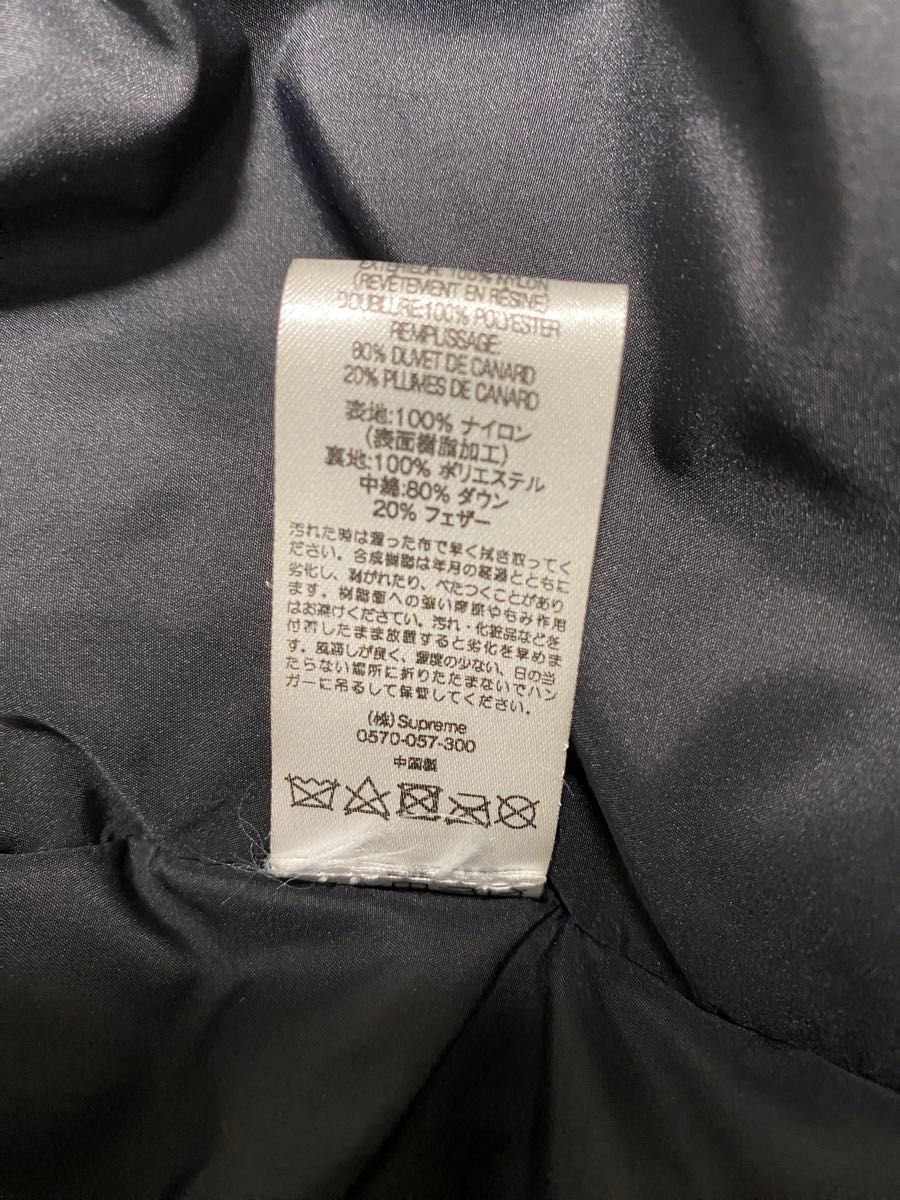 EXTÉRIEUR: 100% NYLON
(REVÊTEMENT EN RÉSIVE)
DOUBLURE:100% POLYESTER
REMPLISSAGE:
80% DUVET DE CANARD
20% PLUMES DE CANARD
表地:100% ナイロン
(表面樹脂加工)
裏地:100% ポリエステル
中綿:80% ダウン
20% フェザー
汚れた時は湿った布で早く拭き取ってく
ださい. 合成樹脂は年月の経過とともに
劣化し, 剥がれたり, べたつくことがあり
ます. 樹脂面への強い摩擦やもみ作用
はお避けくださてい. 汚れ・化粧品などを
付着したまま放置すると劣化を早めま
す. 風通しが良く, 湿度の少ない, 日の当
たらない場所に折りたたまないでハン
ガーに吊るして保管してください.
(株) Supreme
0570-057-300
中国製